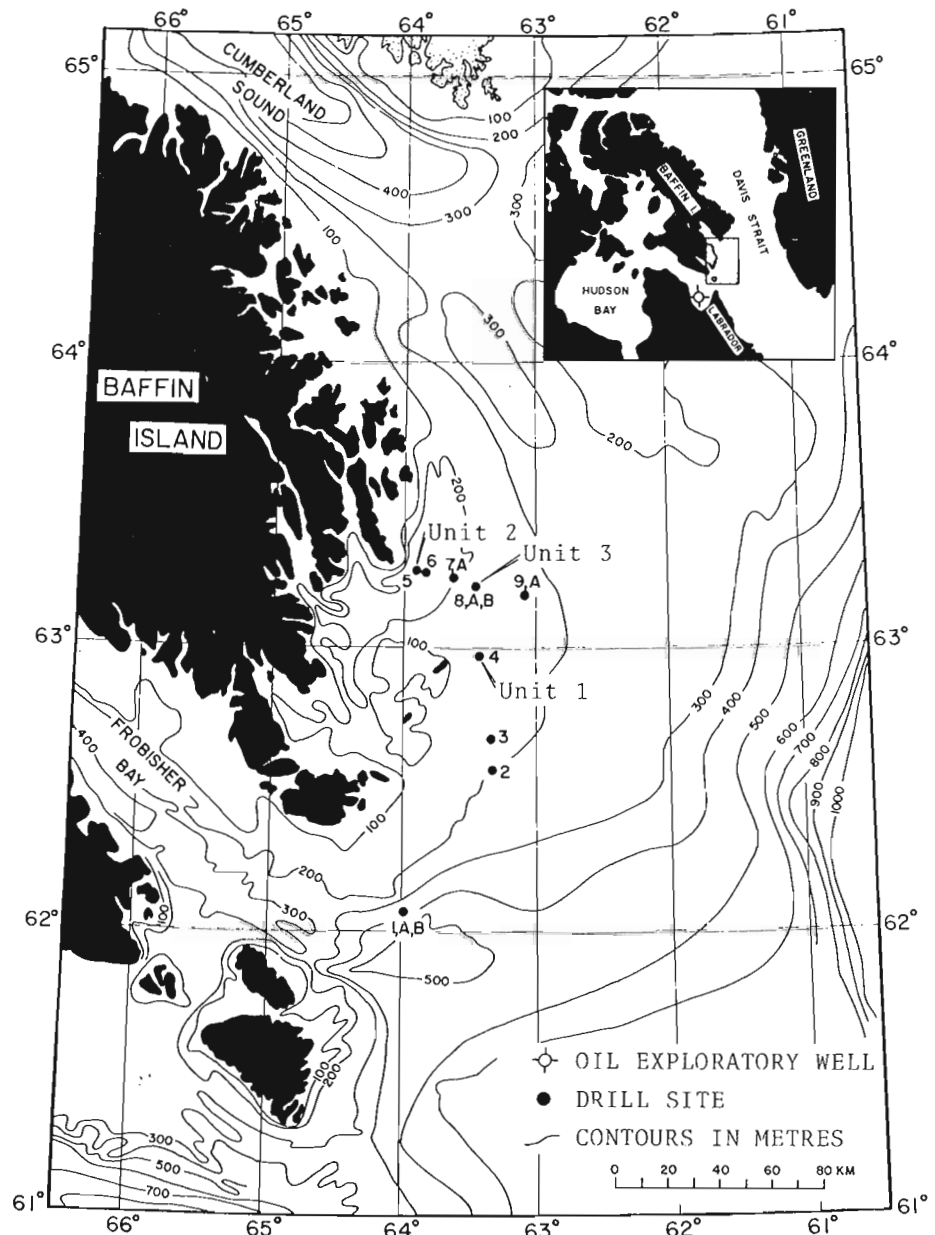 66° 65° 64° 63° 62° 61°
65° 65°
CUMBERLAND
SOUND
100
200
400
300
300
100
BAFFIN I.
DAVIS STRAIT
GREENLAND
HUDSON
BAY
LABRADOR
300
64° 64°
BAFFIN
ISLAND
200
200
Unit 2
Unit 3
5 6 7A
8,A,B
9,A
63° 63°
100
4
Unit 1
300
400
500
600
700
800
900
1000
FROBISHER
BAY
400
3
2
100
200
300
62° 62°
1,A,B
100
500
100
200
OIL EXPLORATORY WELL
DRILL SITE
CONTOURS IN METRES
300
500
700
0 20 40 60 80 KM
61° 61°
66° 65° 64° 63° 62° 61°